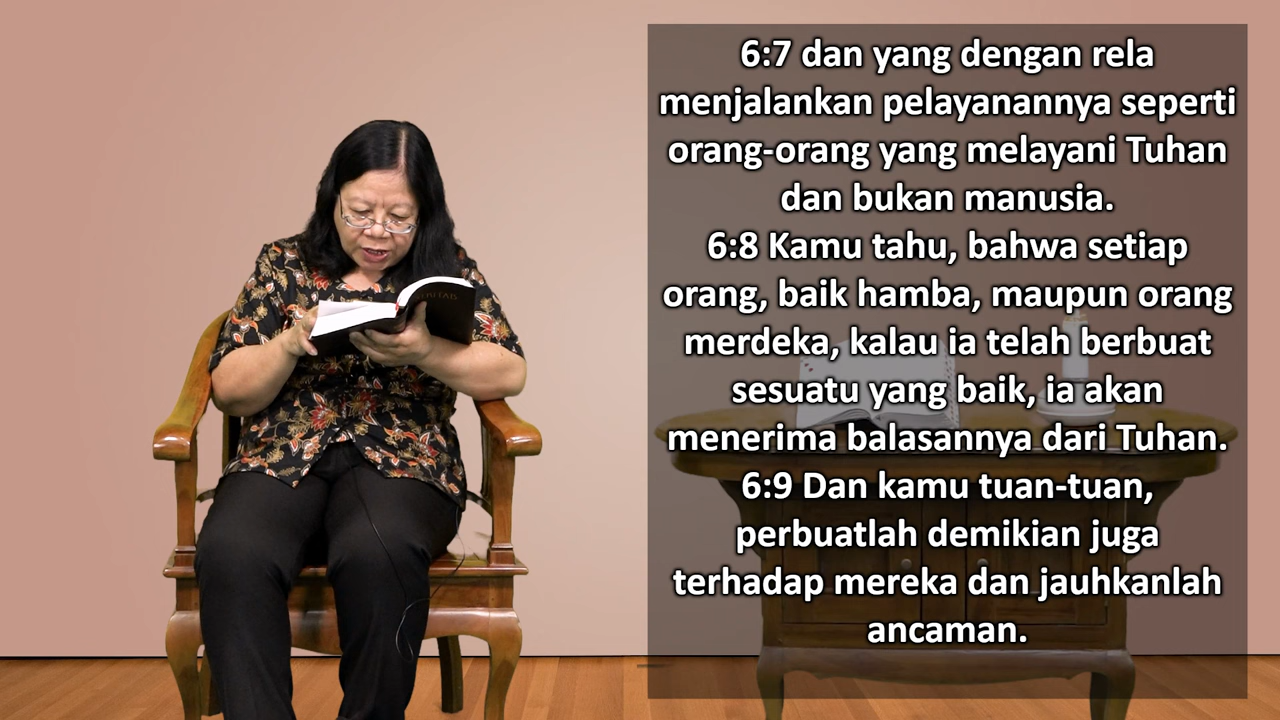 6:7 dan yang dengan rela
menjalankan pelayanannya seperti
orang-orang yang melayani Tuhan
dan bukan manusia.
6:8 Kamu tahu, bahwa setiap
orang, baik hamba, maupun orang
merdeka, kalau ia telah berbuat
sesuatu yang baik, ia akan
menerima balasannya dari Tuhan.
6:9 Dan kamu tuan-tuan,
perbuatlah demikian juga
terhadap mereka dan jauhkanlah
ancaman.